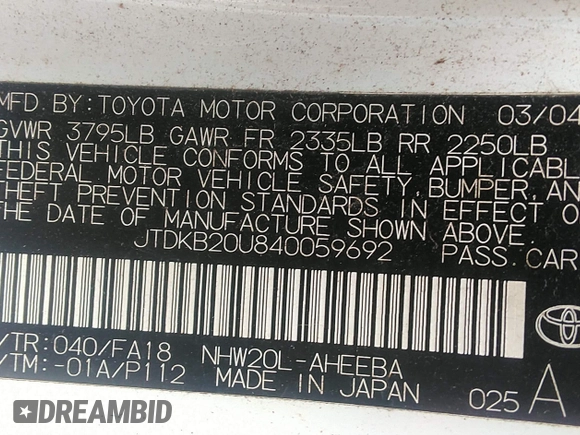 MFD. BY: TOYOTA MOTOR CORPORATION 03/04
GVWR 3795LB GAWR FR 2335LB RR 2250LB
THIS VEHICLE CONFORMS TO ALL APPLICABL
FEDERAL MOTOR VEHICLE SAFETY, BUMPER AN
THEFT PREVENTION STANDARDS IN EFFECT
THE DATE OF MANUFACTURE SHOWN ABOVE.
JTDKB20U840059692 PASS. CAR
/TR: 040/FA18 NHW20L-AHEEBA
/TM: -01A/P112 MADE IN JAPAN 025 A
DREAMBID